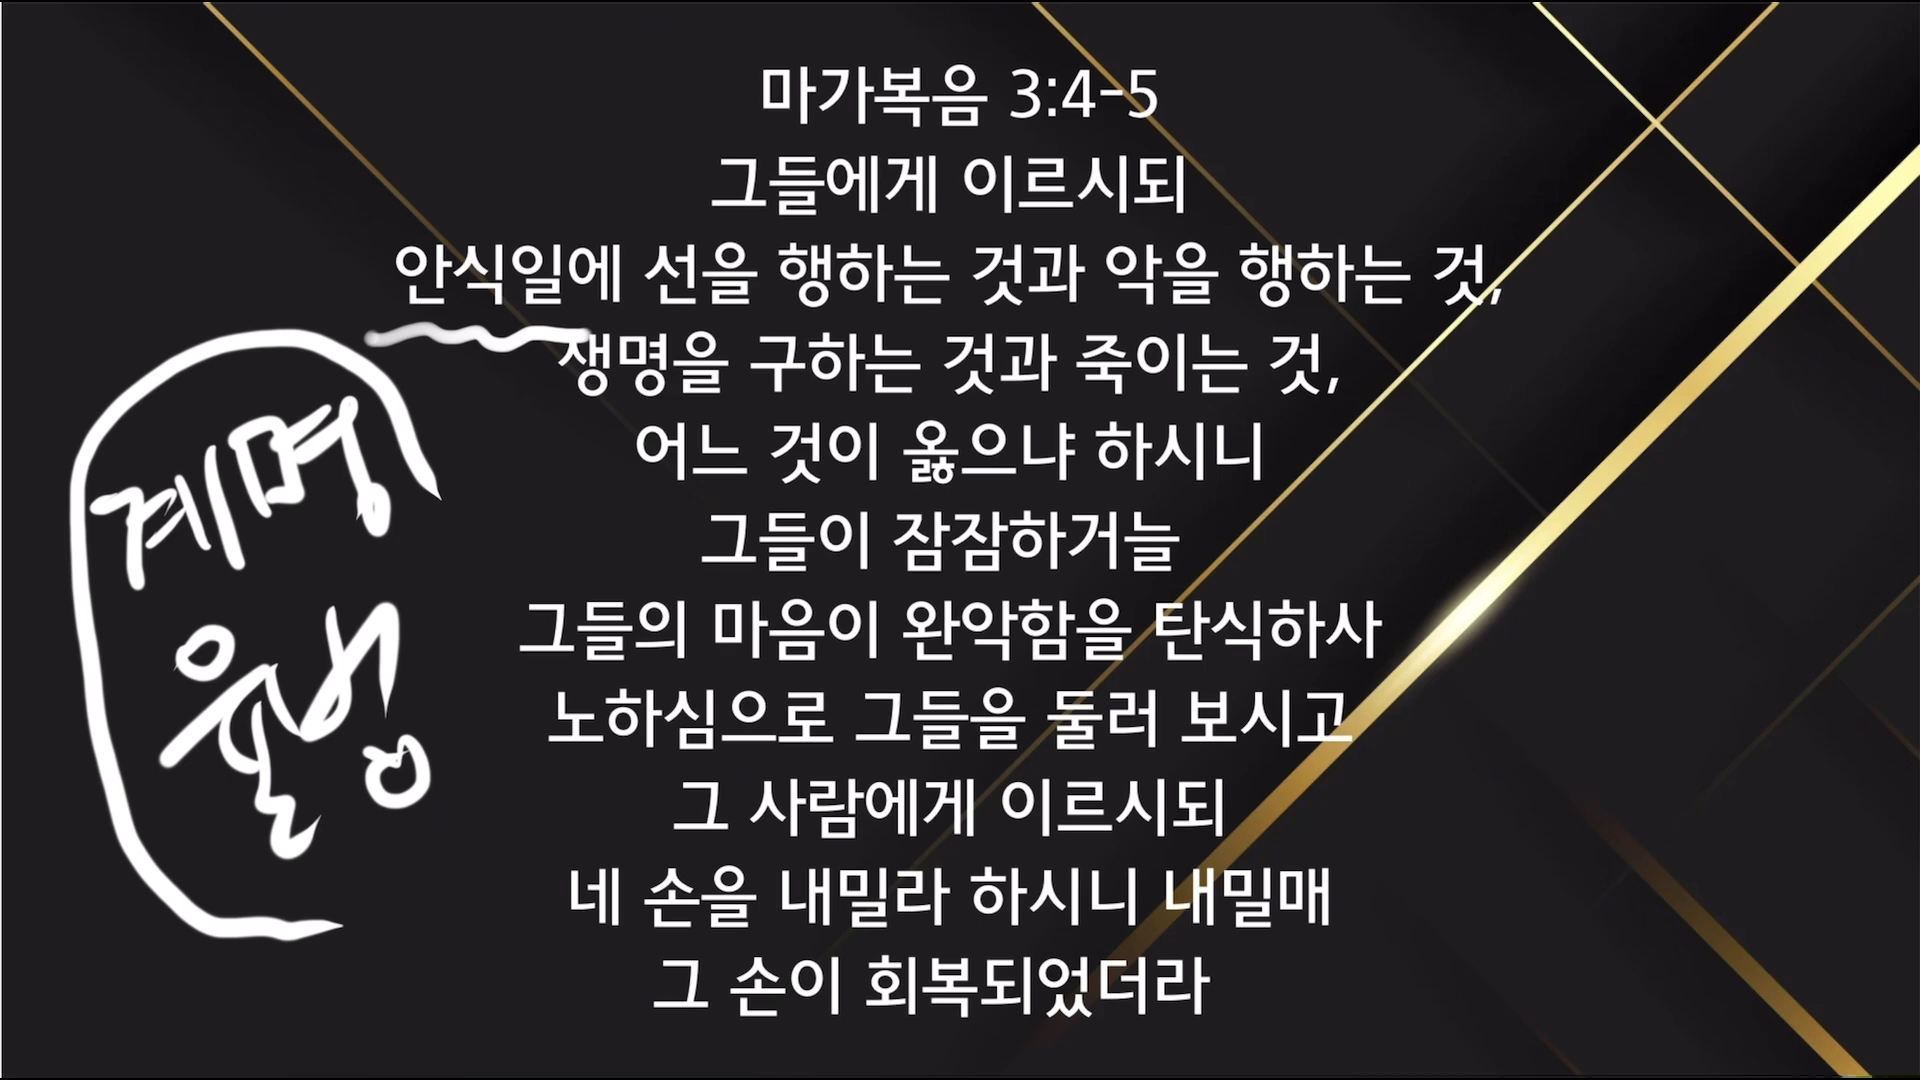 마가복음 3:4-5
그들에게 이르시되
안식일에 선을 행하는 것과 악을 행하는 것,
생명을 구하는 것과 죽이는 것,
어느 것이 옳으냐 하시니
그들이 잠잠하거늘
그들의 마음이 완악함을 탄식하사
노하심으로 그들을 둘러 보시고
그 사람에게 이르시되
네 손을 내밀라 하시니 내밀매
그 손이 회복되었더라
계명
율법